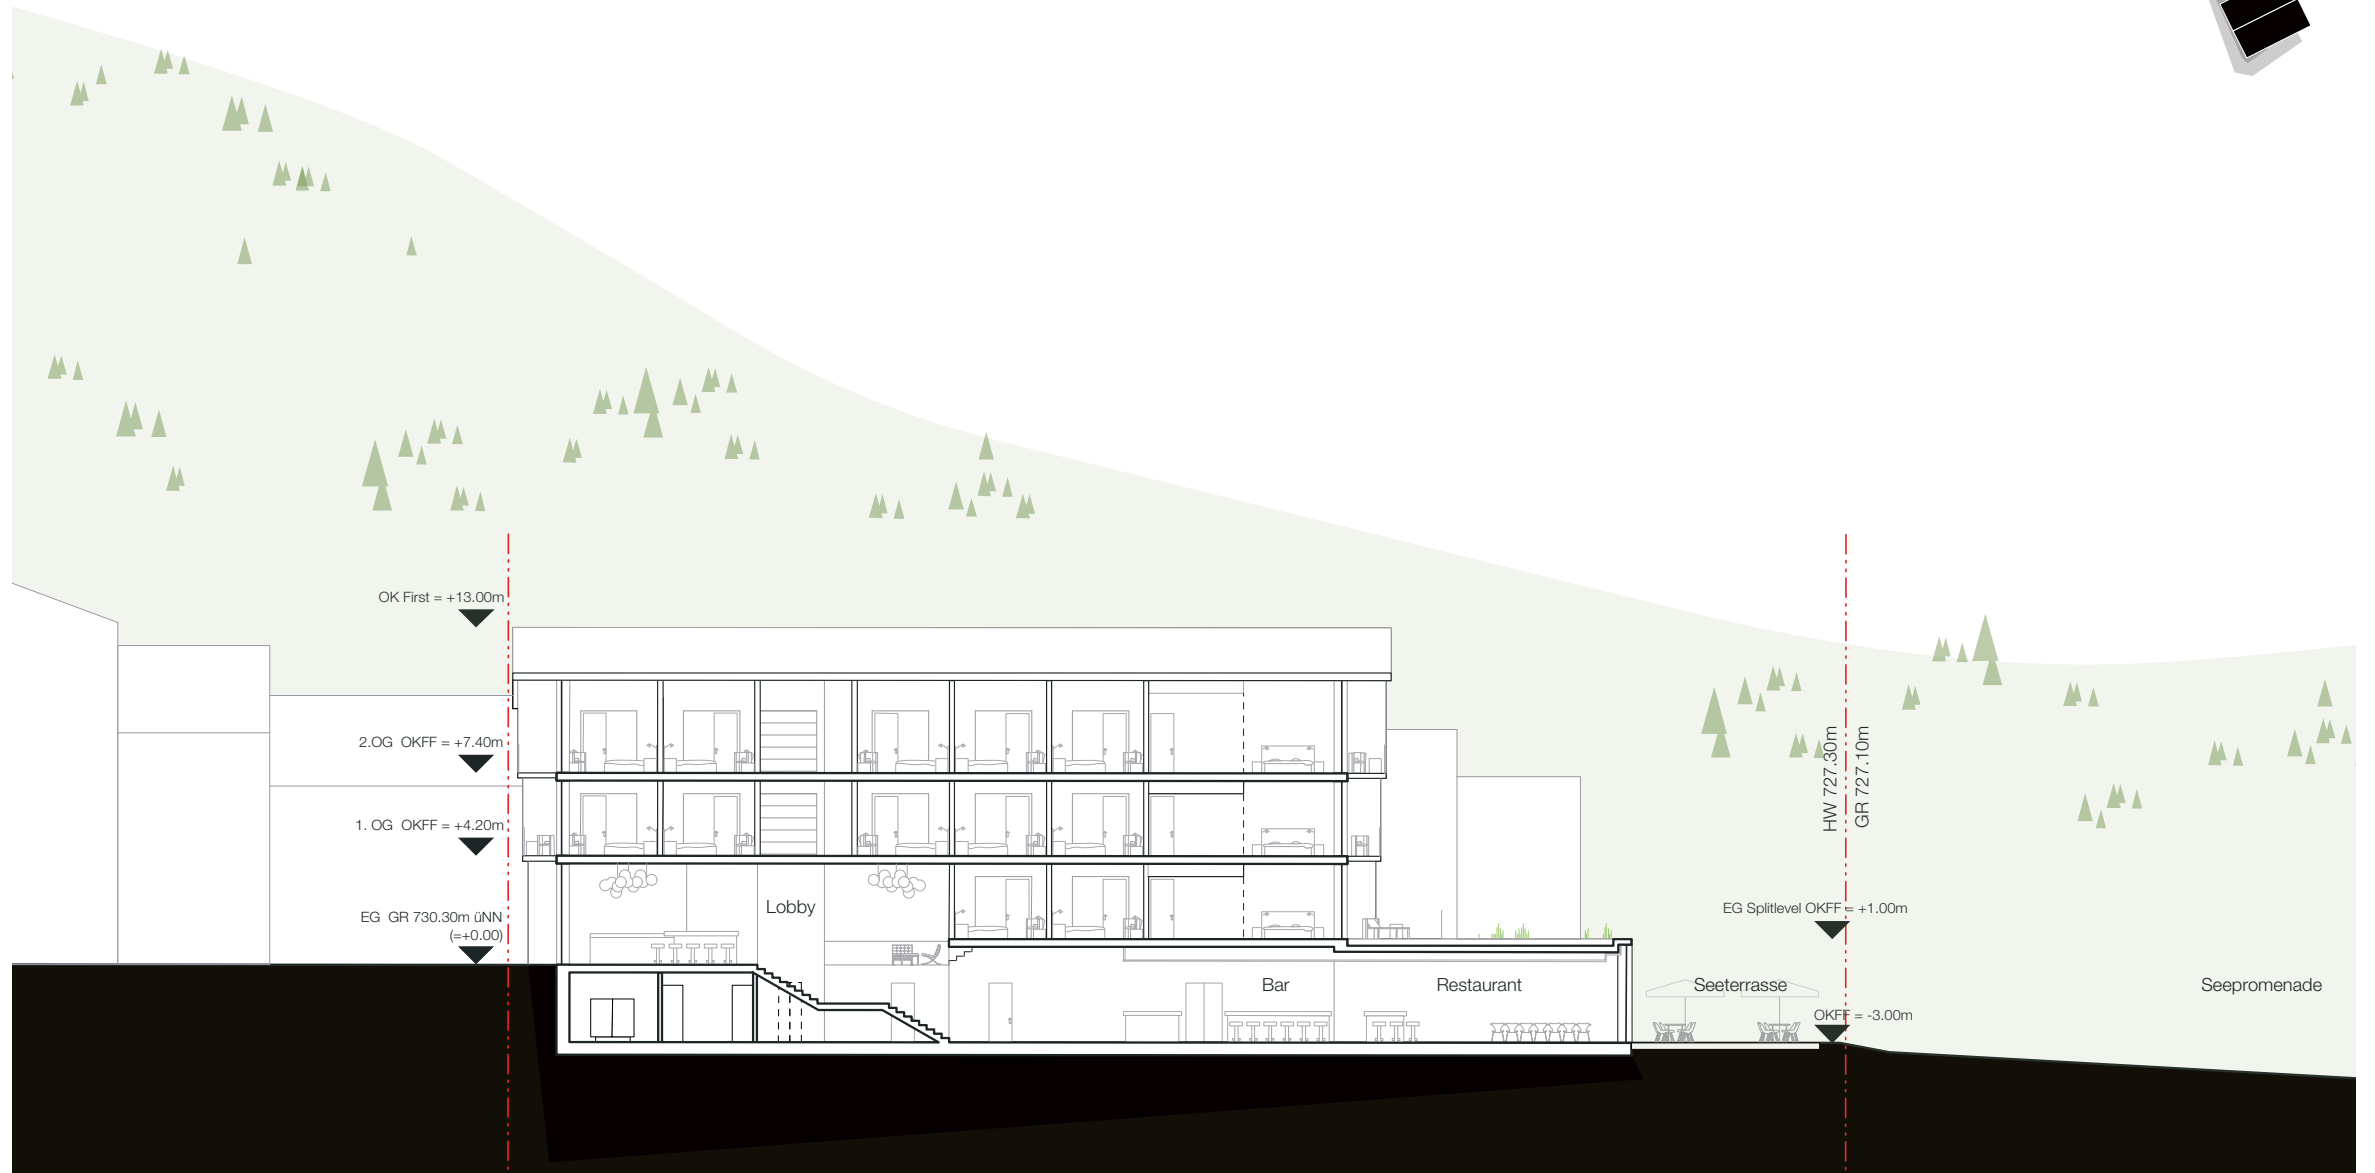 OK First = +13.00m
2.OG OKFF = +7.40m
HW 727.30m
GR 727.10m
1. OG OKFF = +4.20m
EG GR 730.30m üNN
(=+0.00)
Lobby
EG Splitlevel OKFF = +1.00m
Bar
Restaurant
Seeterrasse
Seepromenade
OKFF = -3.00m